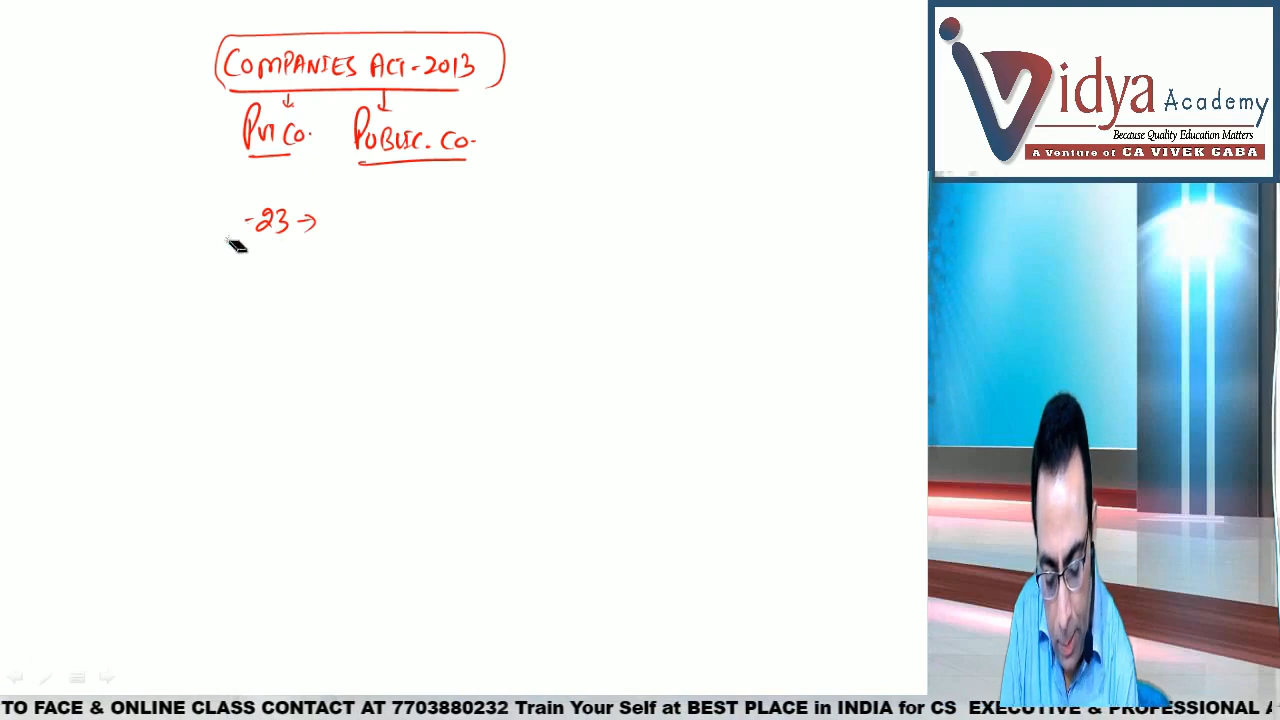 COMPANIES ACT-2013
Pvt Co.
PUBLIC. CO.
-23 →
Vidya Academy
Because Quality Education Matters
A Venture of CA VIVEK GABA
TO FACE & ONLINE CLASS CONTACT AT 7703880232 Train Your Self at BEST PLACE in INDIA for CS EXECUTIVE & PROFESSIONAL A